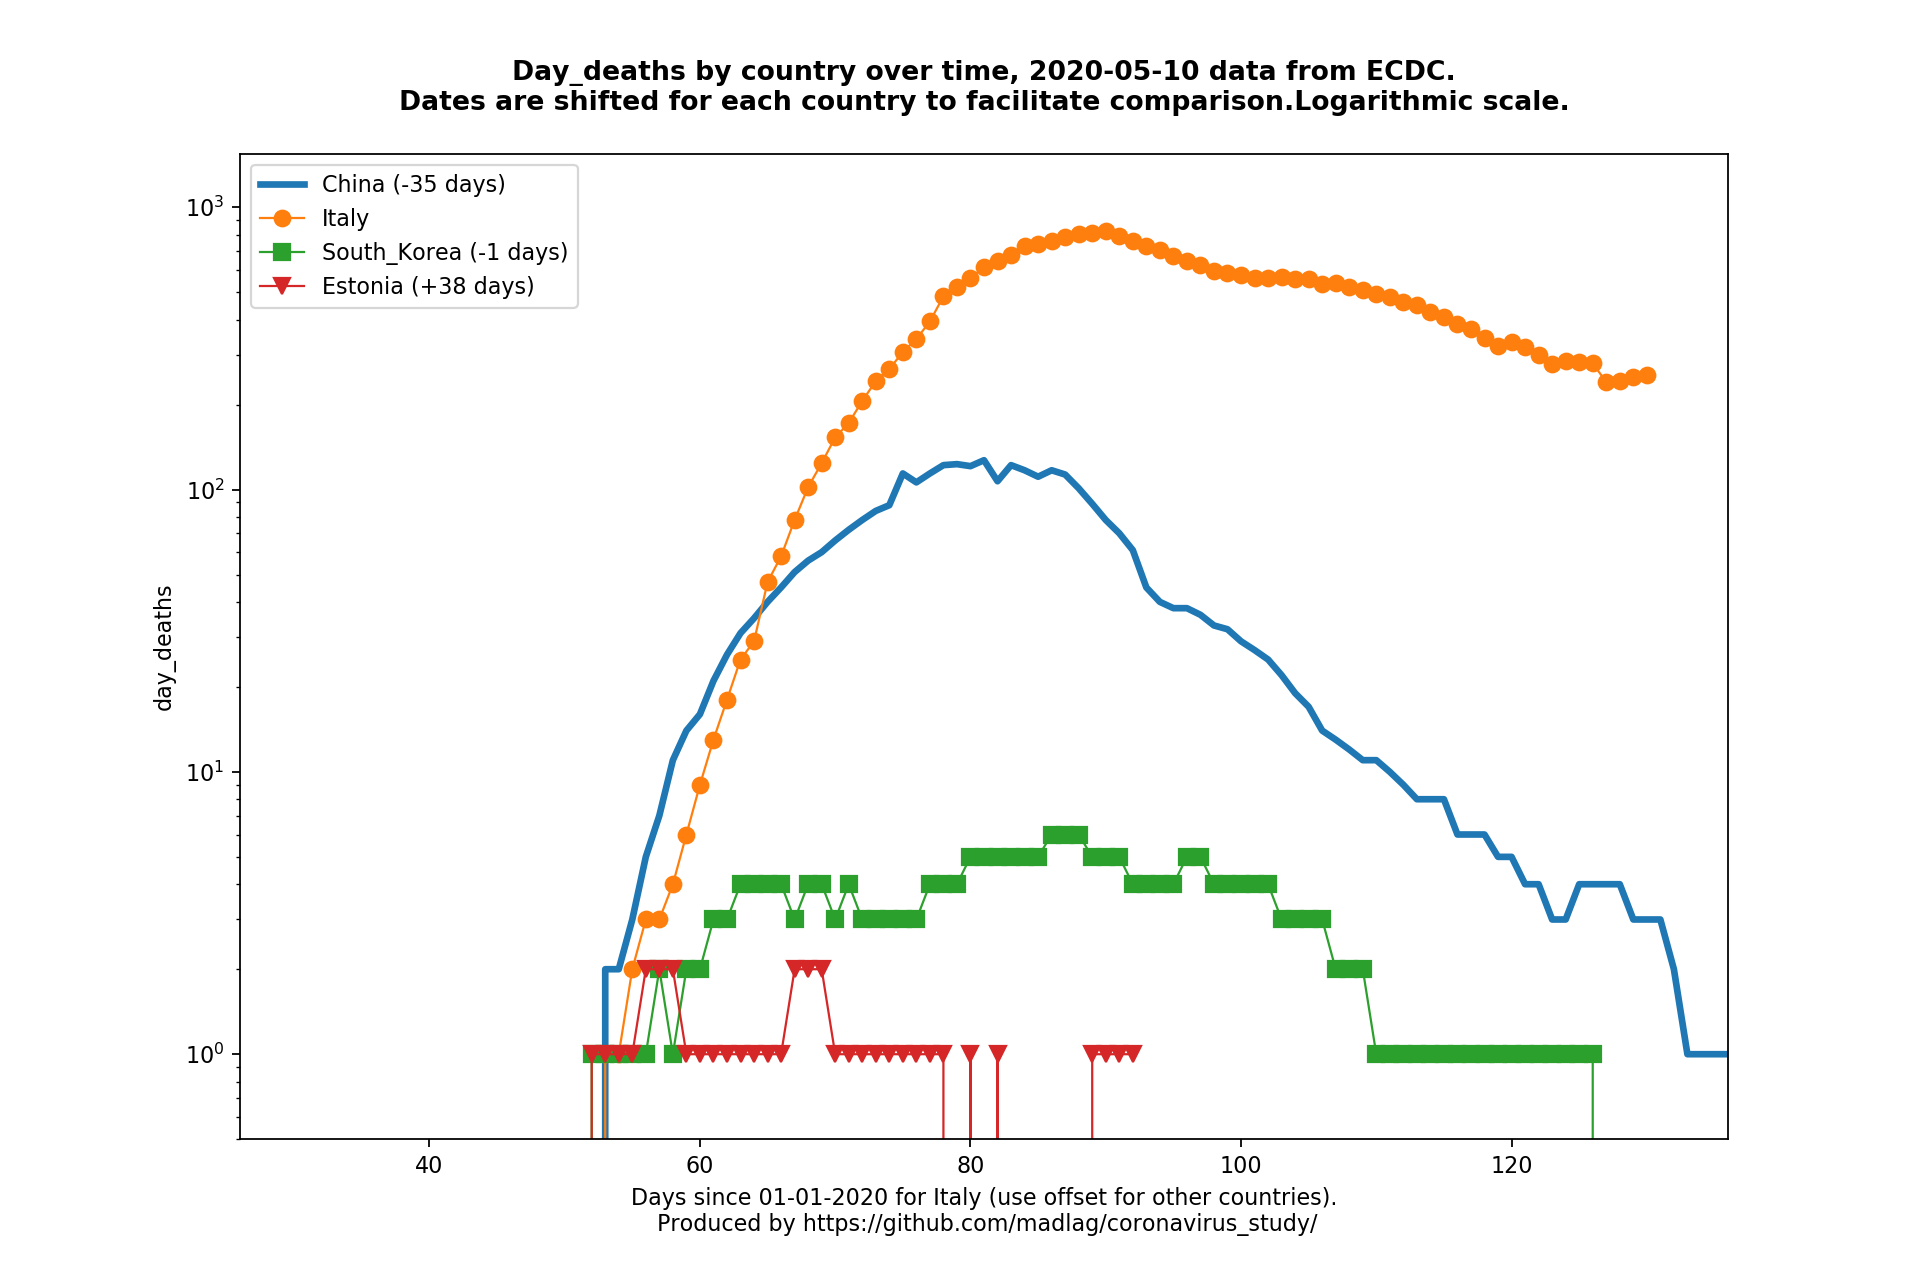 Day_deaths by country over time, 2020-05-10 data from ECDC.
Dates are shifted for each country to facilitate comparison.Logarithmic scale.
China (-35 days)
Italy
South_Korea (-1 days)
Estonia (+38 days)
10³
10²
10¹
10⁰
day_deaths
40 60 80 100 120
Days since 01-01-2020 for Italy (use offset for other countries).
Produced by https://github.com/madlag/coronavirus_study/